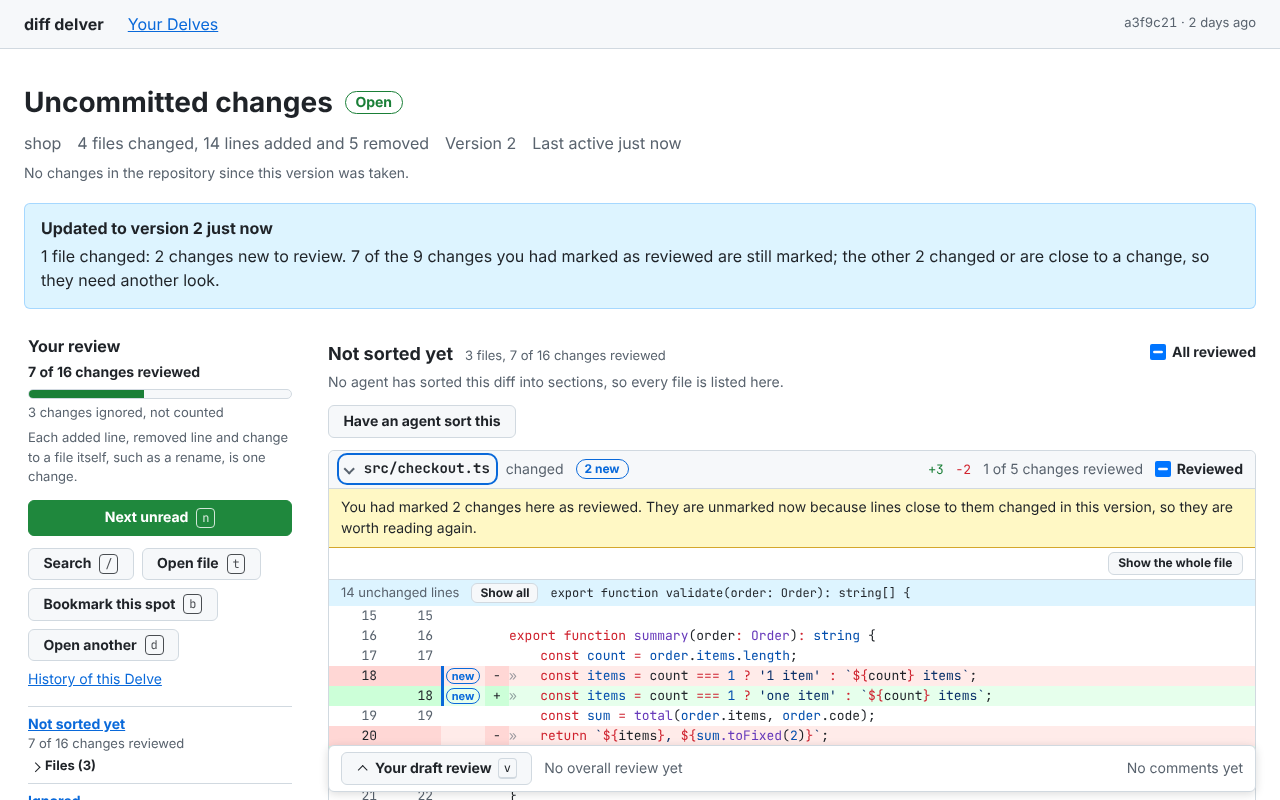 diff delver Your Delves a3f9c21 · 2 days ago
Uncommitted changes Open
shop 4 files changed, 14 lines added and 5 removed Version 2 Last active just now
No changes in the repository since this version was taken.
Updated to version 2 just now
1 file changed: 2 changes new to review. 7 of the 9 changes you had marked as reviewed are still marked; the other 2 changed or are close to a change, so
they need another look.
Your review
7 of 16 changes reviewed
3 changes ignored, not counted
Each added line, removed line and change
to a file itself, such as a rename, is one
change.
Next unread n
Search / Open file t
Bookmark this spot b
Open another d
History of this Delve
Not sorted yet
7 of 16 changes reviewed
Files (3)
Ignored
Not sorted yet 3 files, 7 of 16 changes reviewed All reviewed
No agent has sorted this diff into sections, so every file is listed here.
Have an agent sort this
src/checkout.ts changed 2 new +3 -2 1 of 5 changes reviewed Reviewed
You had marked 2 changes here as reviewed. They are unmarked now because lines close to them changed in this version, so they are
worth reading again.
Show the whole file
14 unchanged lines Show all export function validate(order: Order): string[] {
15 15
16 16 export function summary(order: Order): string {
17 17 const count = order.items.length;
18 new - » const items = count === 1 ? '1 item' : `${count} items`;
18 new + » const items = count === 1 ? 'one item' : `${count} items`;
19 19 const sum = total(order.items, order.code);
20 - » return `${items}, ${sum.toFixed(2)}`;
Your draft review v No overall review yet No comments yet
21 22 }